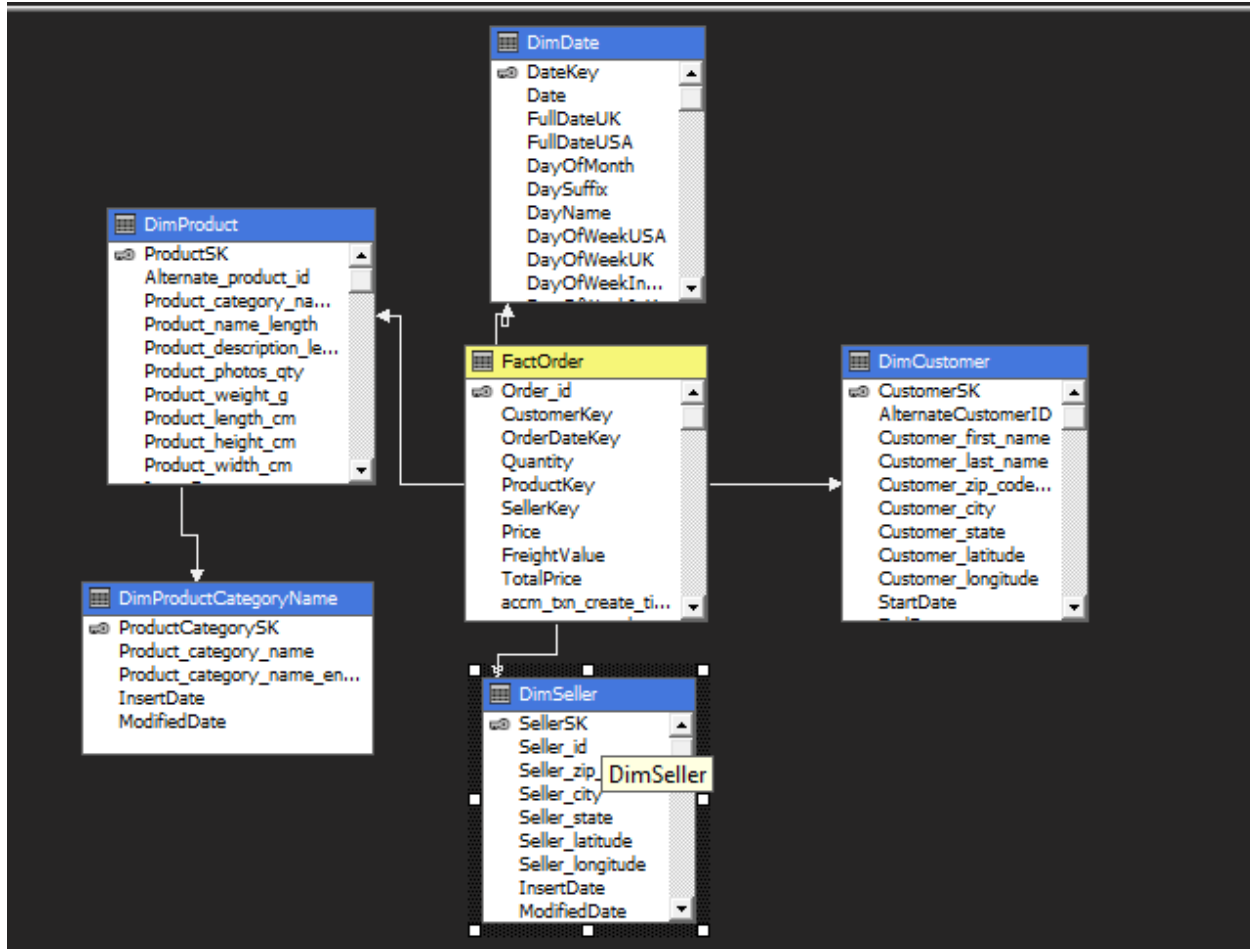 DimDate
DateKey
Date
FullDateUK
FullDateUSA
DayOfMonth
DaySuffix
DayName
DayOfWeekUSA
DayOfWeekUK
DayOfWeekIn...
DimProduct
ProductSK
Alternate_product_id
Product_category_na...
Product_name_length
Product_description_le...
Product_photos_qty
Product_weight_g
Product_length_cm
Product_height_cm
Product_width_cm
FactOrder
Order_id
CustomerKey
OrderDateKey
Quantity
ProductKey
SellerKey
Price
FreightValue
TotalPrice
accm_txn_create_ti...
DimCustomer
CustomerSK
AlternateCustomerID
Customer_first_name
Customer_last_name
Customer_zip_code...
Customer_city
Customer_state
Customer_latitude
Customer_longitude
StartDate
DimProductCategoryName
ProductCategorySK
Product_category_name
Product_category_name_en...
InsertDate
ModifiedDate
DimSeller
SellerSK
Seller_id
Seller_zip_
DimSeller
Seller_city
Seller_state
Seller_latitude
Seller_longitude
InsertDate
ModifiedDate